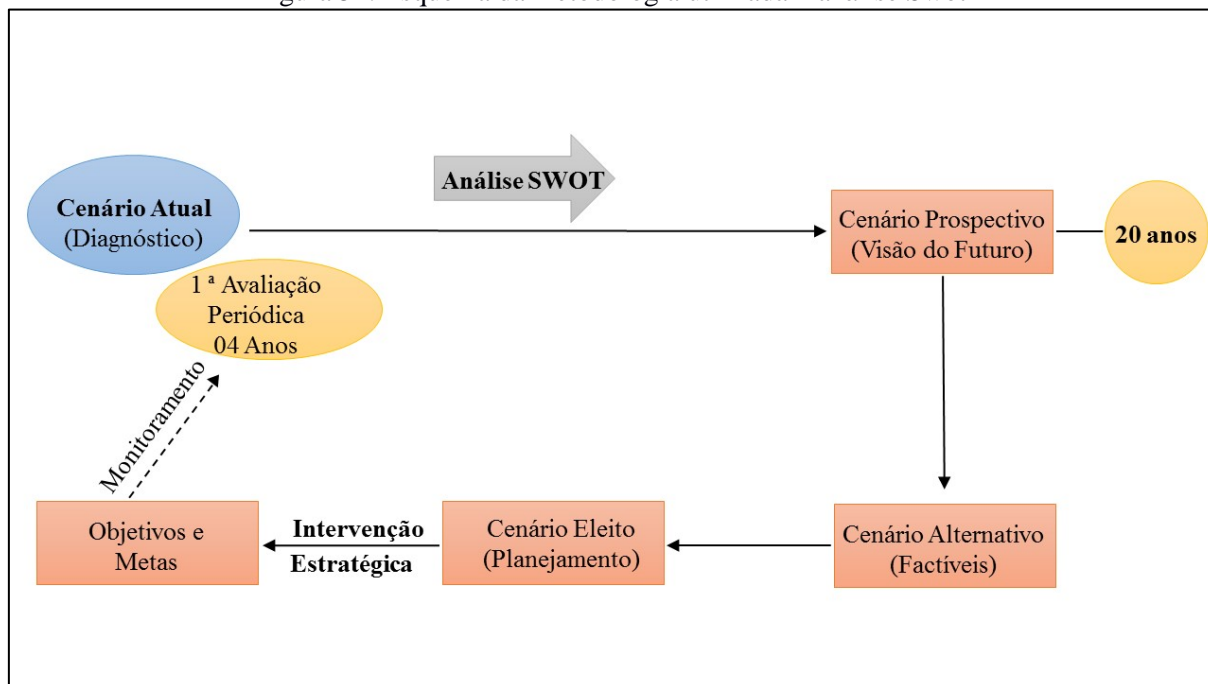 Análise SWOT
Cenário Atual
(Diagnóstico)
Cenário Prospectivo
(Visão do Futuro)
20 anos
1 ª Avaliação
Periódica
04 Anos
Monitoramento
Objetivos e
Metas
Intervenção
Estratégica
Cenário Eleito
(Planejamento)
Cenário Alternativo
(Factíveis)